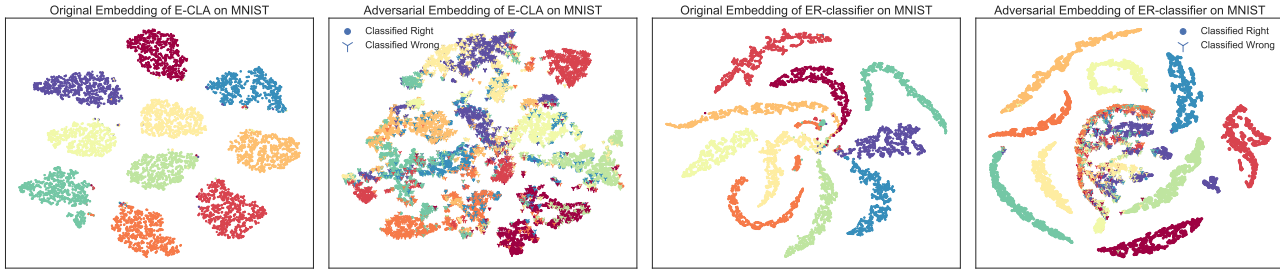 Original Embedding of E-CLA on MNIST
Adversarial Embedding of E-CLA on MNIST
Classified Right
Classified Wrong
Original Embedding of ER-classifier on MNIST
Adversarial Embedding of ER-classifier on MNIST
Classified Right
Classified Wrong